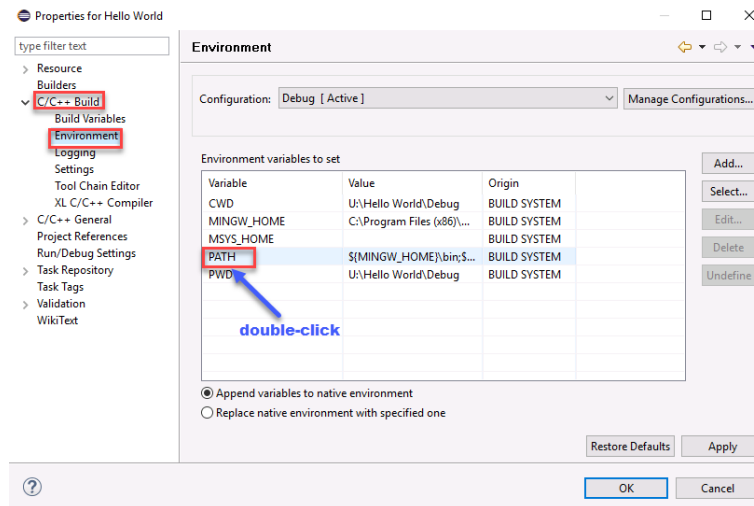 Properties for Hello World
type filter text
Resource
Builders
C/C++ Build
Build Variables
Environment
Logging
Settings
Tool Chain Editor
XL C/C++ Compiler
C/C++ General
Project References
Run/Debug Settings
Task Repository
Task Tags
Validation
WikiText
Environment
Configuration: Debug [ Active ] Manage Configurations...
Environment variables to set
Variable Value Origin
CWD U:\Hello World\Debug BUILD SYSTEM
MINGW_HOME C:\Program Files (x86)\... BUILD SYSTEM
MSYS_HOME BUILD SYSTEM
PATH ${MINGW_HOME}\bin;$... BUILD SYSTEM
PWD U:\Hello World\Debug BUILD SYSTEM
double-click
Add...
Select...
Edit...
Delete
Undefine
Append variables to native environment
Replace native environment with specified one
Restore Defaults Apply
? OK Cancel